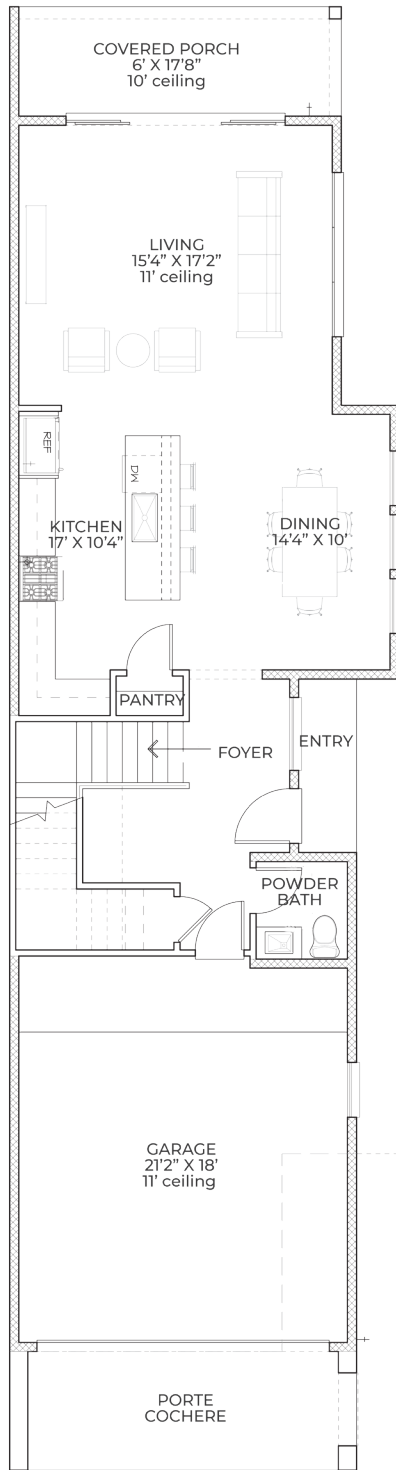 COVERED PORCH
6’ X 17’8”
10’ ceiling
LIVING
15’4” X 17’2”
11’ ceiling
REF
DW
KITCHEN
17’ X 10’4”
DINING
14’4” X 10’
PANTRY
FOYER
ENTRY
POWDER
BATH
GARAGE
21’2” X 18’
11’ ceiling
PORTE
COCHERE